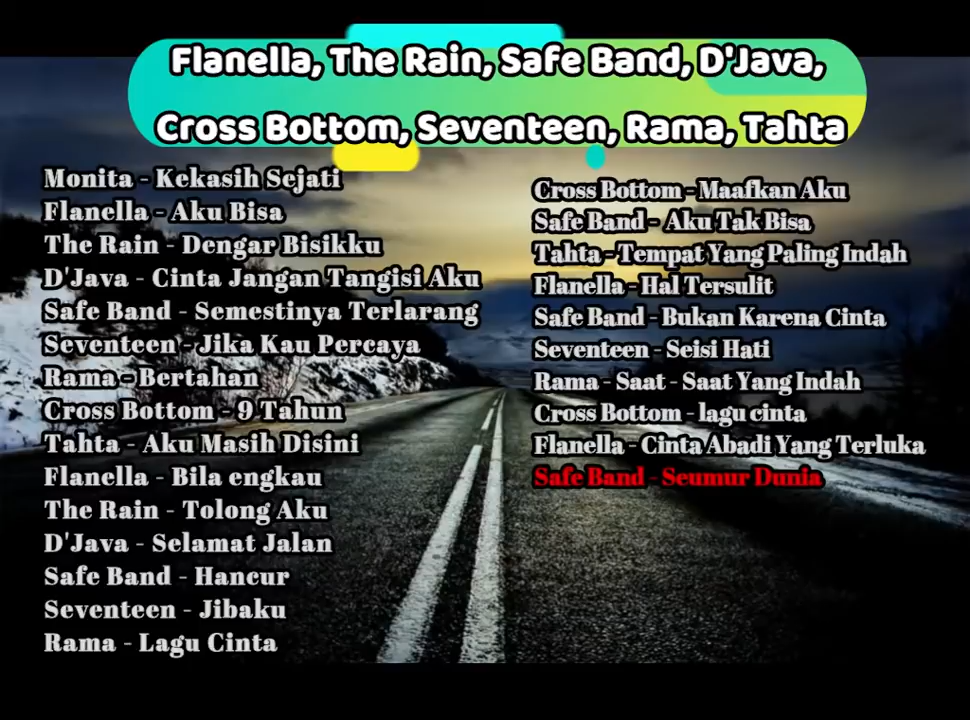 Flanella, The Rain, Safe Band, D'Java,
Cross Bottom, Seventeen, Rama, Tahta
Monita - Kekasih Sejati
Flanella - Aku Bisa
The Rain - Dengar Bisikku
D'Java - Cinta Jangan Tangisi Aku
Safe Band - Semestinya Terlarang
Seventeen - Jika Kau Percaya
Rama - Bertahan
Cross Bottom - 9 Tahun
Tahta - Aku Masih Disini
Flanella - Bila engkau
The Rain - Tolong Aku
D'Java - Selamat Jalan
Safe Band - Hancur
Seventeen - Jibaku
Rama - Lagu Cinta
Cross Bottom - Maafkan Aku
Safe Band - Aku Tak Bisa
Tahta - Tempat Yang Paling Indah
Flanella - Hal Tersulit
Safe Band - Bukan Karena Cinta
Seventeen - Seisi Hati
Rama - Saat - Saat Yang Indah
Cross Bottom - lagu cinta
Flanella - Cinta Abadi Yang Terluka
Safe Band - Seumur Dunia